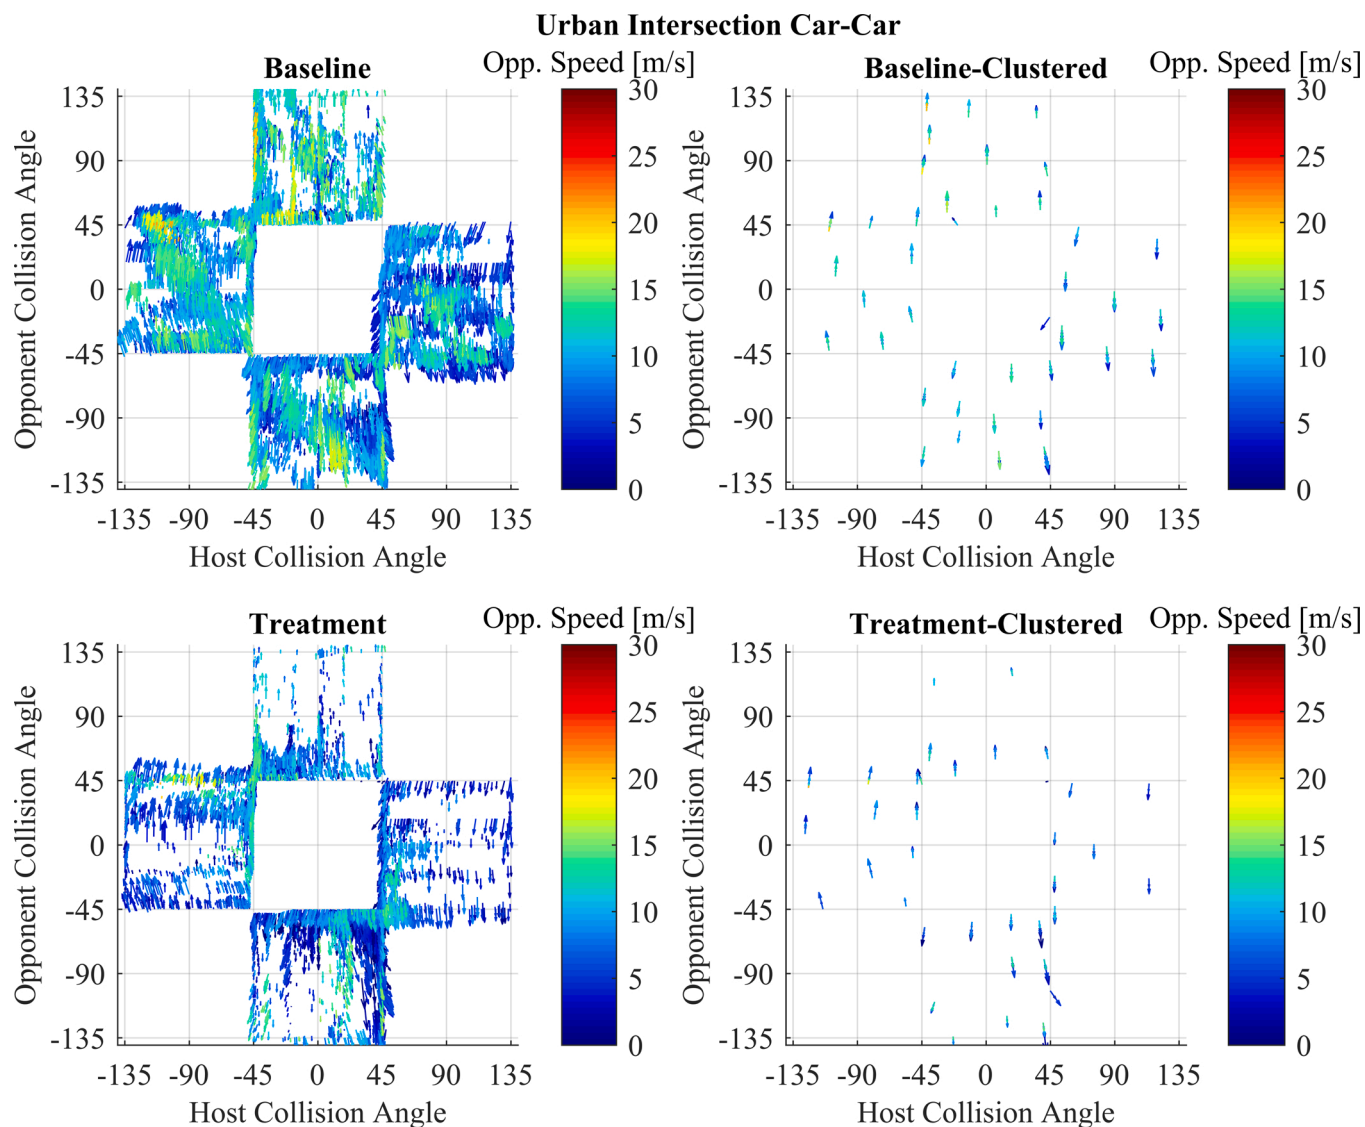 Urban Intersection Car-Car
Baseline
Opp. Speed [m/s]
Opponent Collision Angle
135
90
45
0
-45
-90
-135
-135 -90 -45 0 45 90 135
Host Collision Angle
30
25
20
15
10
5
0
Baseline-Clustered
Opp. Speed [m/s]
Opponent Collision Angle
135
90
45
0
-45
-90
-135
-135 -90 -45 0 45 90 135
Host Collision Angle
30
25
20
15
10
5
0
Treatment
Opp. Speed [m/s]
Opponent Collision Angle
135
90
45
0
-45
-90
-135
-135 -90 -45 0 45 90 135
Host Collision Angle
30
25
20
15
10
5
0
Treatment-Clustered
Opp. Speed [m/s]
Opponent Collision Angle
135
90
45
0
-45
-90
-135
-135 -90 -45 0 45 90 135
Host Collision Angle
30
25
20
15
10
5
0